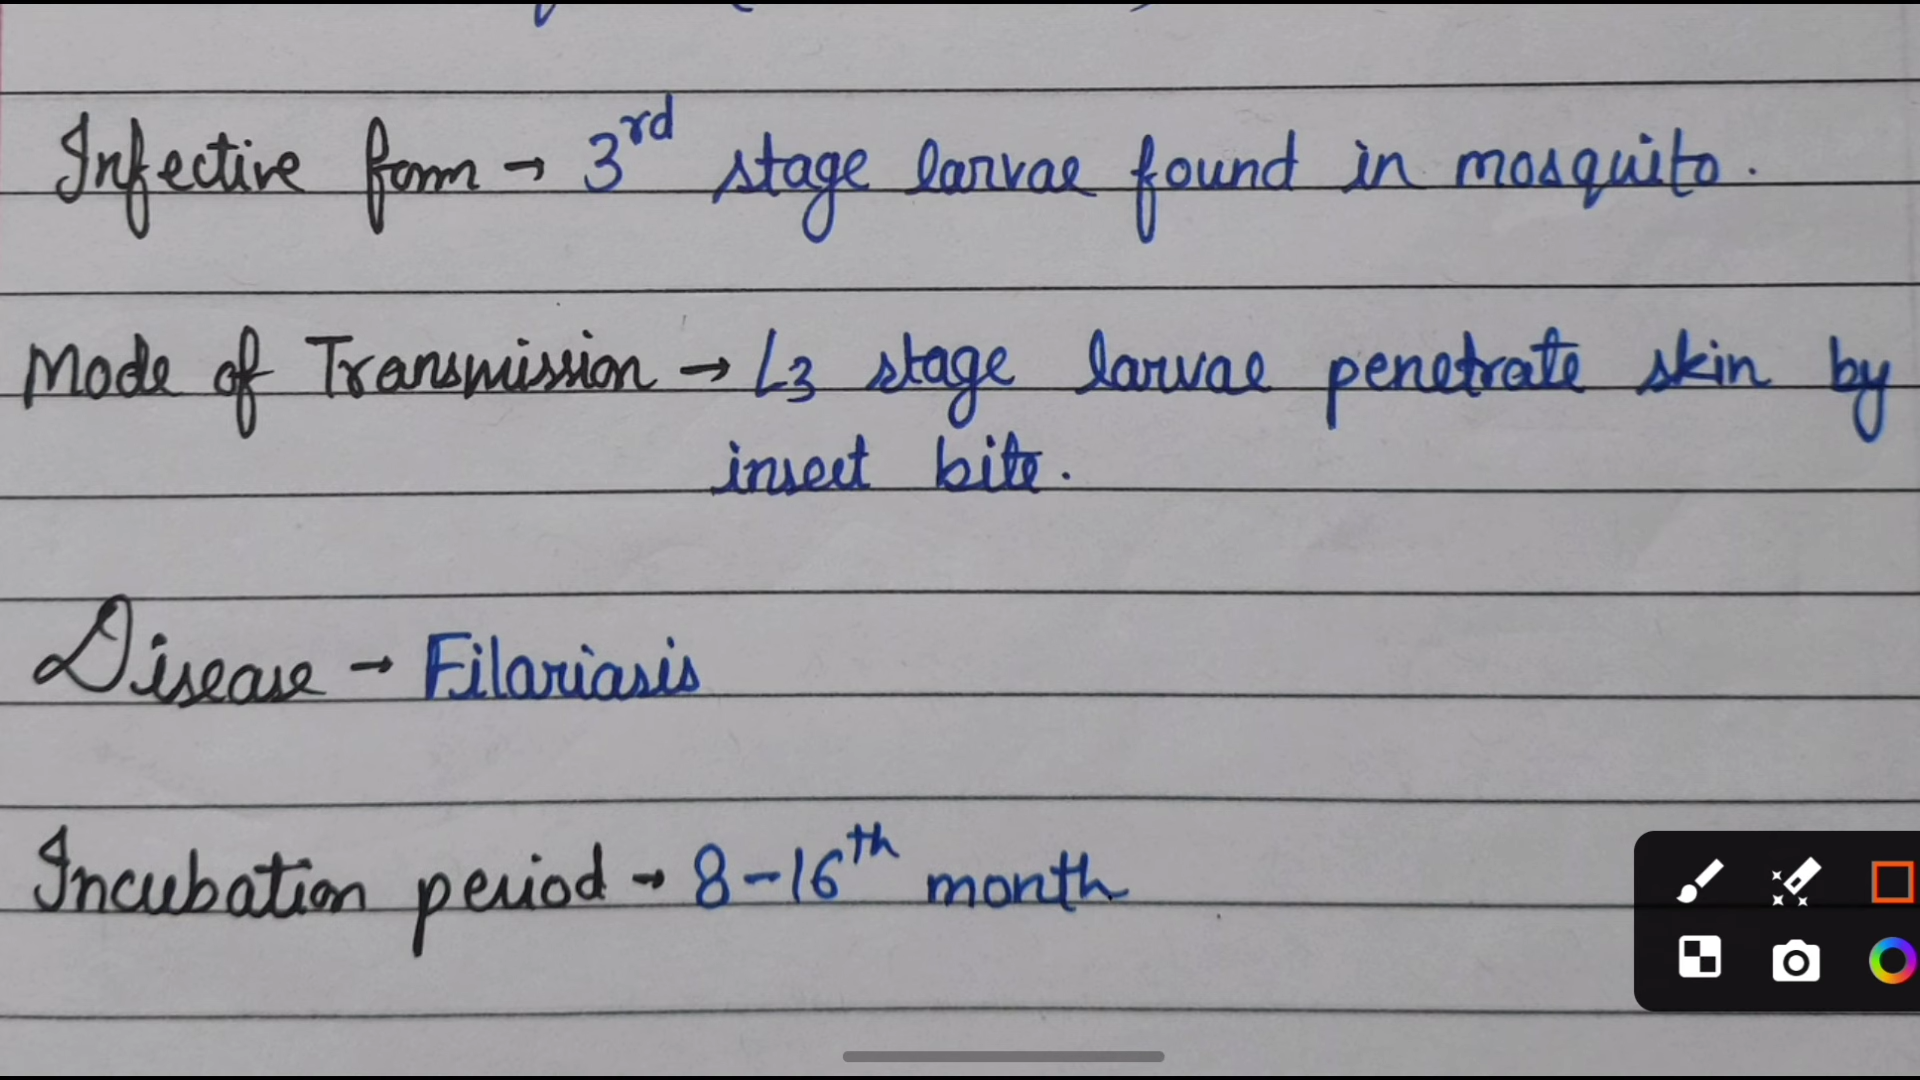 Infective form → 3rd stage larvae found in mosquito.
Mode of Transmission → L3 stage larvae penetrate skin by
insect bite.
Disease → Filariasis
Incubation period → 8-16th month